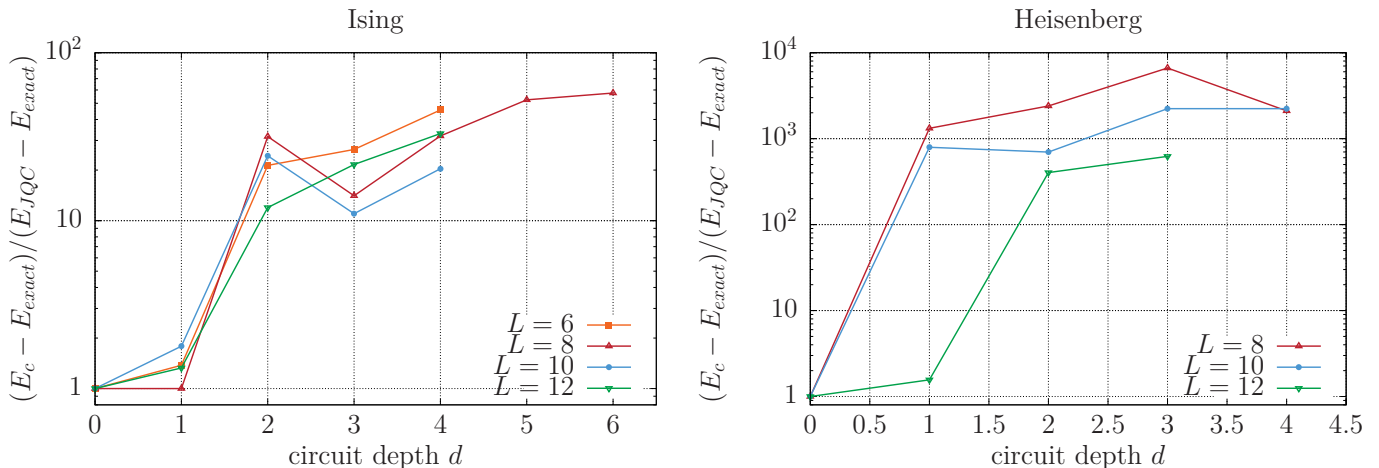 Ising
(E_c − E_exact)/(E_JQC − E_exact)
10^2
10
1
0 1 2 3 4 5 6
circuit depth d
L = 6
L = 8
L = 10
L = 12
Heisenberg
(E_c − E_exact)/(E_JQC − E_exact)
10^4
10^3
10^2
10
1
0 0.5 1 1.5 2 2.5 3 3.5 4 4.5
circuit depth d
L = 8
L = 10
L = 12